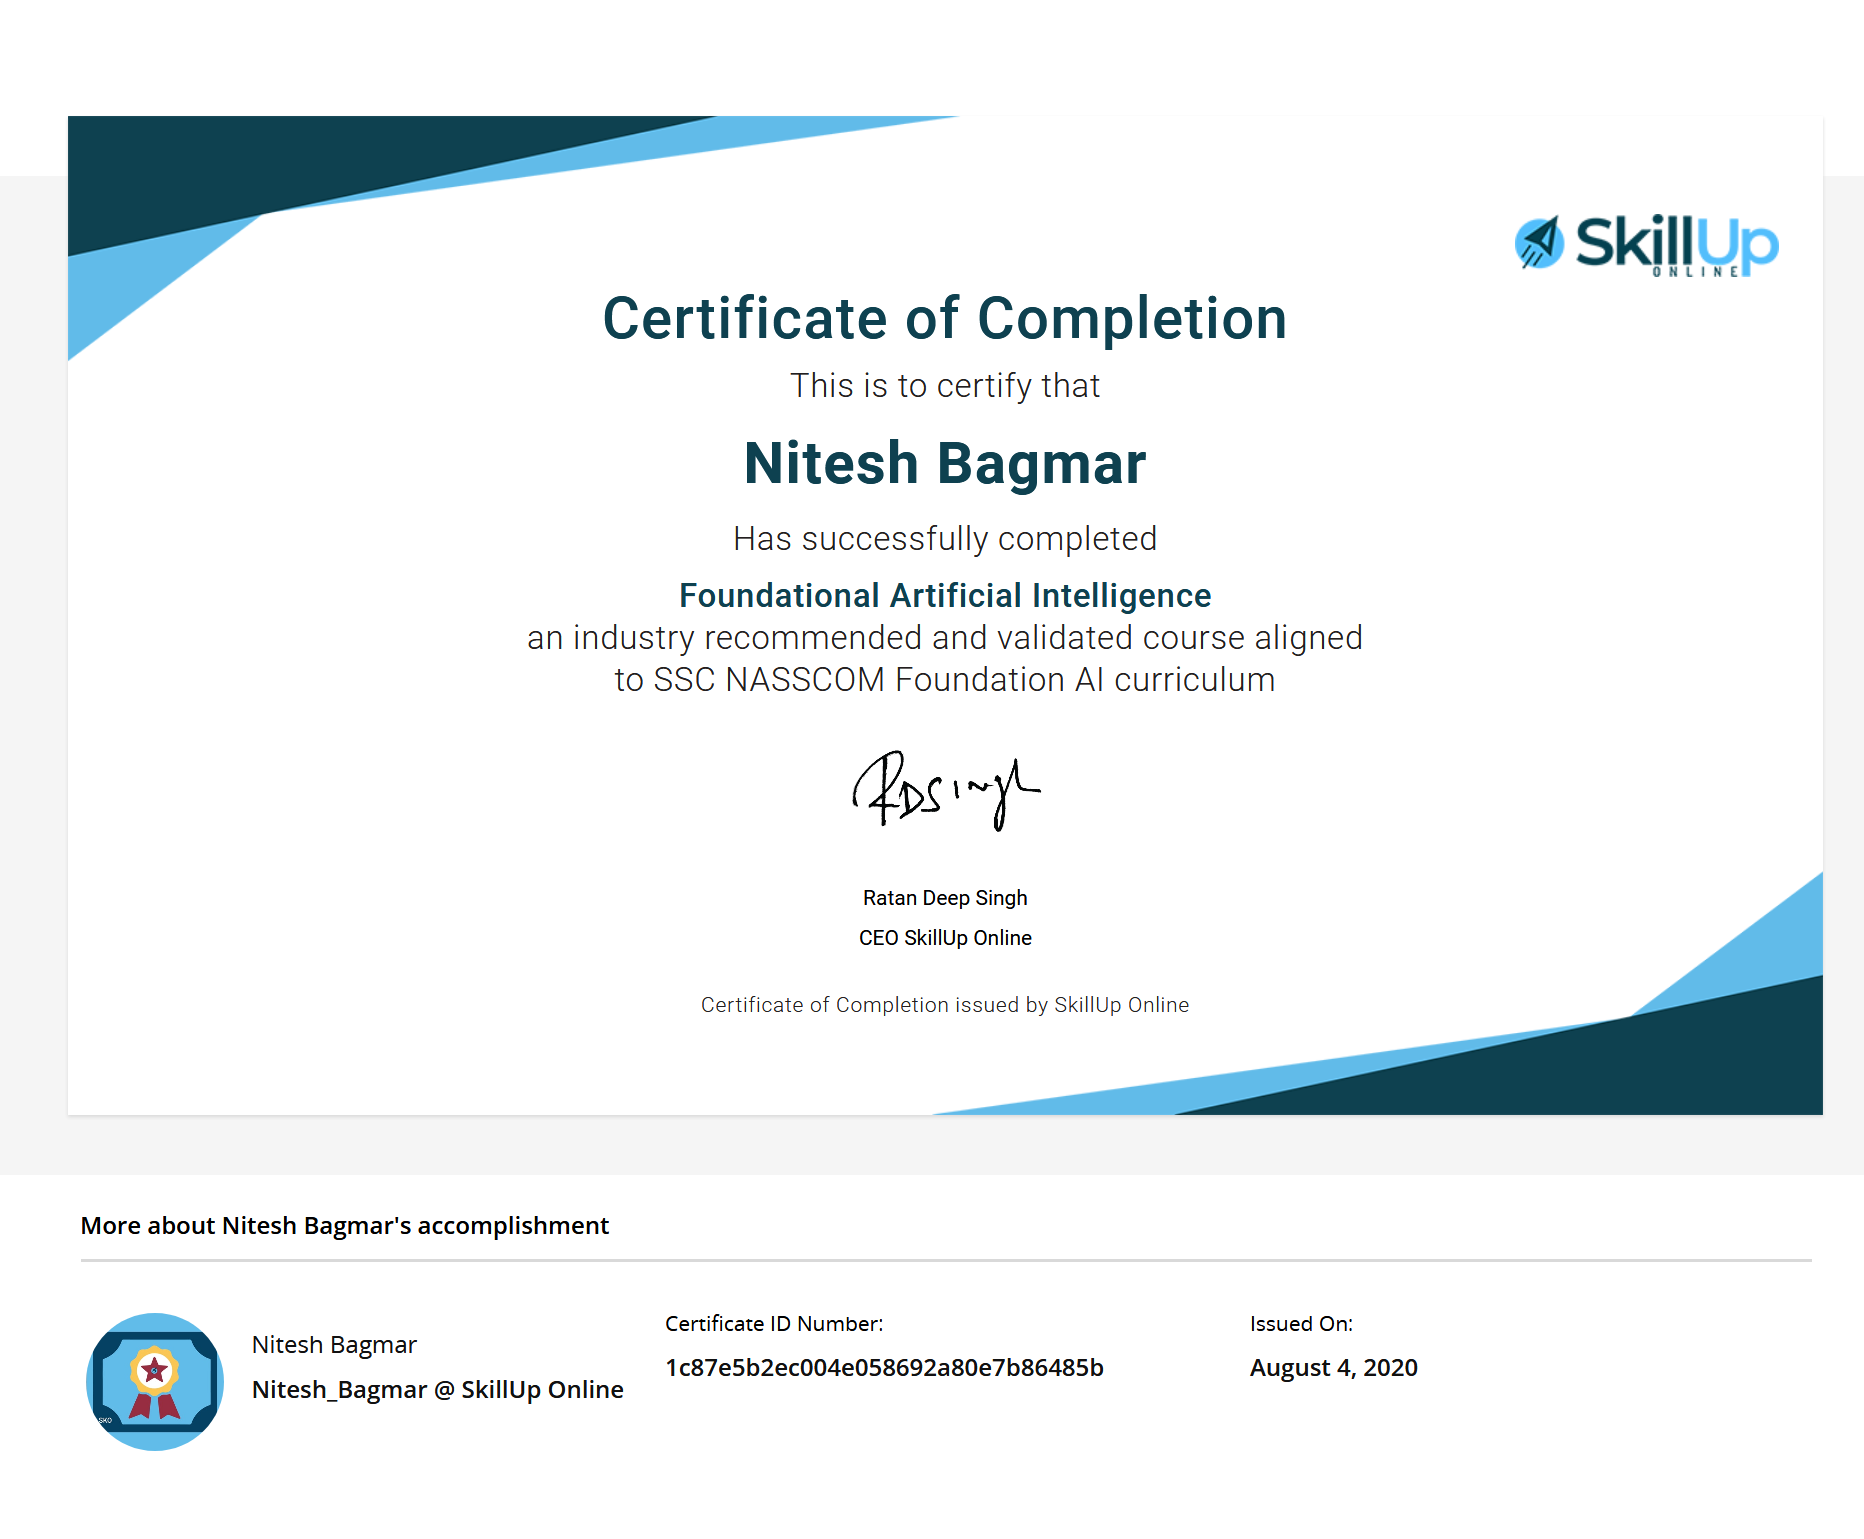 SkillUp
ONLINE
Certificate of Completion
This is to certify that
Nitesh Bagmar
Has successfully completed
Foundational Artificial Intelligence
an industry recommended and validated course aligned
to SSC NASSCOM Foundation AI curriculum
RDSingh
Ratan Deep Singh
CEO SkillUp Online
Certificate of Completion issued by SkillUp Online
More about Nitesh Bagmar's accomplishment
Nitesh Bagmar
Nitesh_Bagmar @ SkillUp Online
SKO
Certificate ID Number:
1c87e5b2ec004e058692a80e7b86485b
Issued On:
August 4, 2020